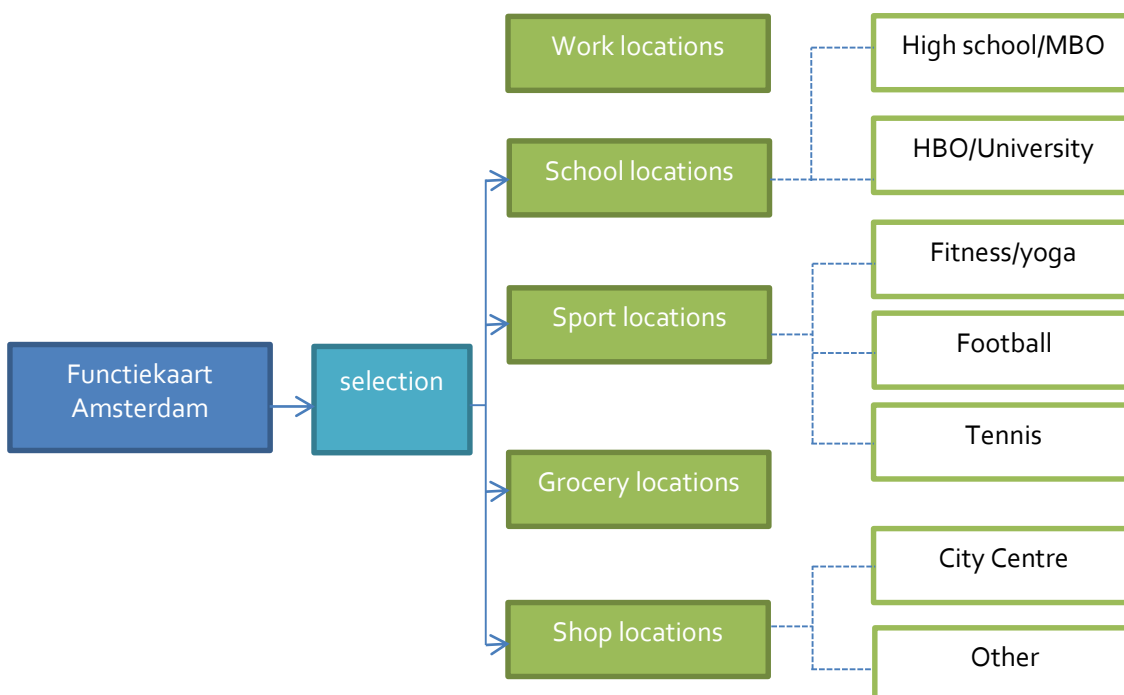 Work locations
High school/MBO
School locations
HBO/University
Sport locations
Fitness/yoga
Functiekaart
Amsterdam
selection
Football
Tennis
Grocery locations
City Centre
Shop locations
Other